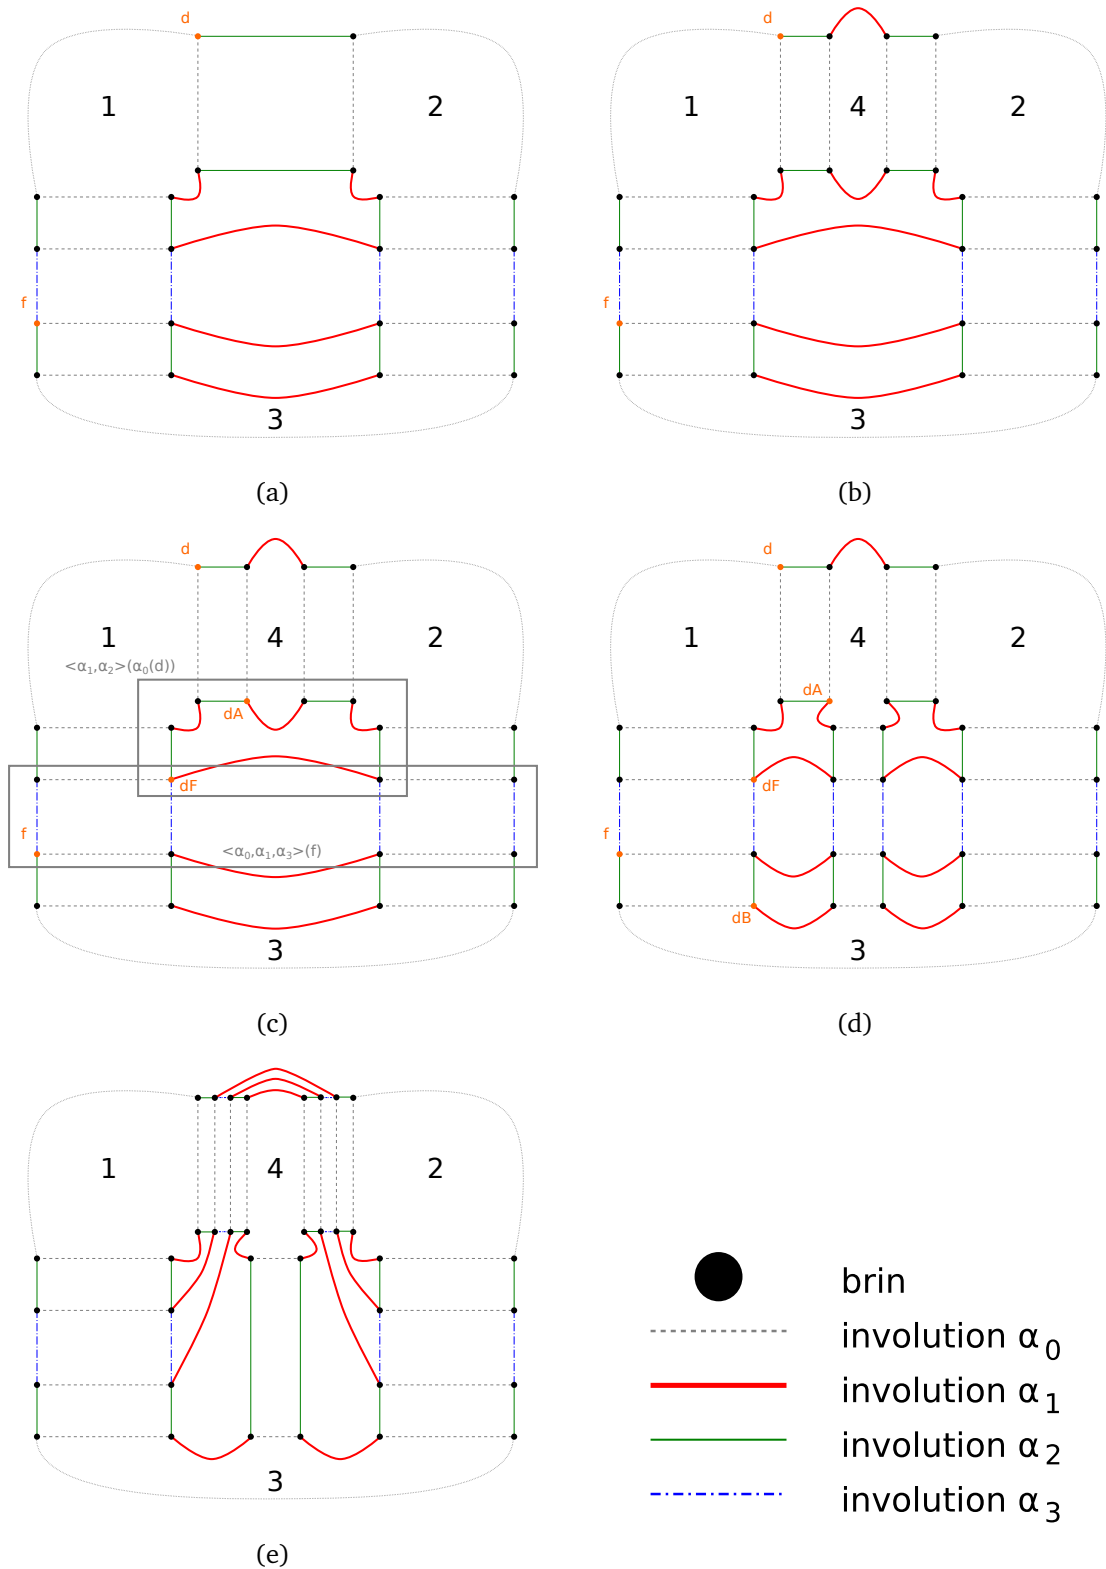 d
1
2
f
3
(a)
d
1
4
2
f
3
(b)
d
1
4
2
<α1,α2>(α0(d))
dA
dF
f
<α0,α1,α3>(f)
3
(c)
d
1
4
2
dA
dF
f
dB
3
(d)
1
4
2
3
(e)
brin
involution α0
involution α1
involution α2
involution α3